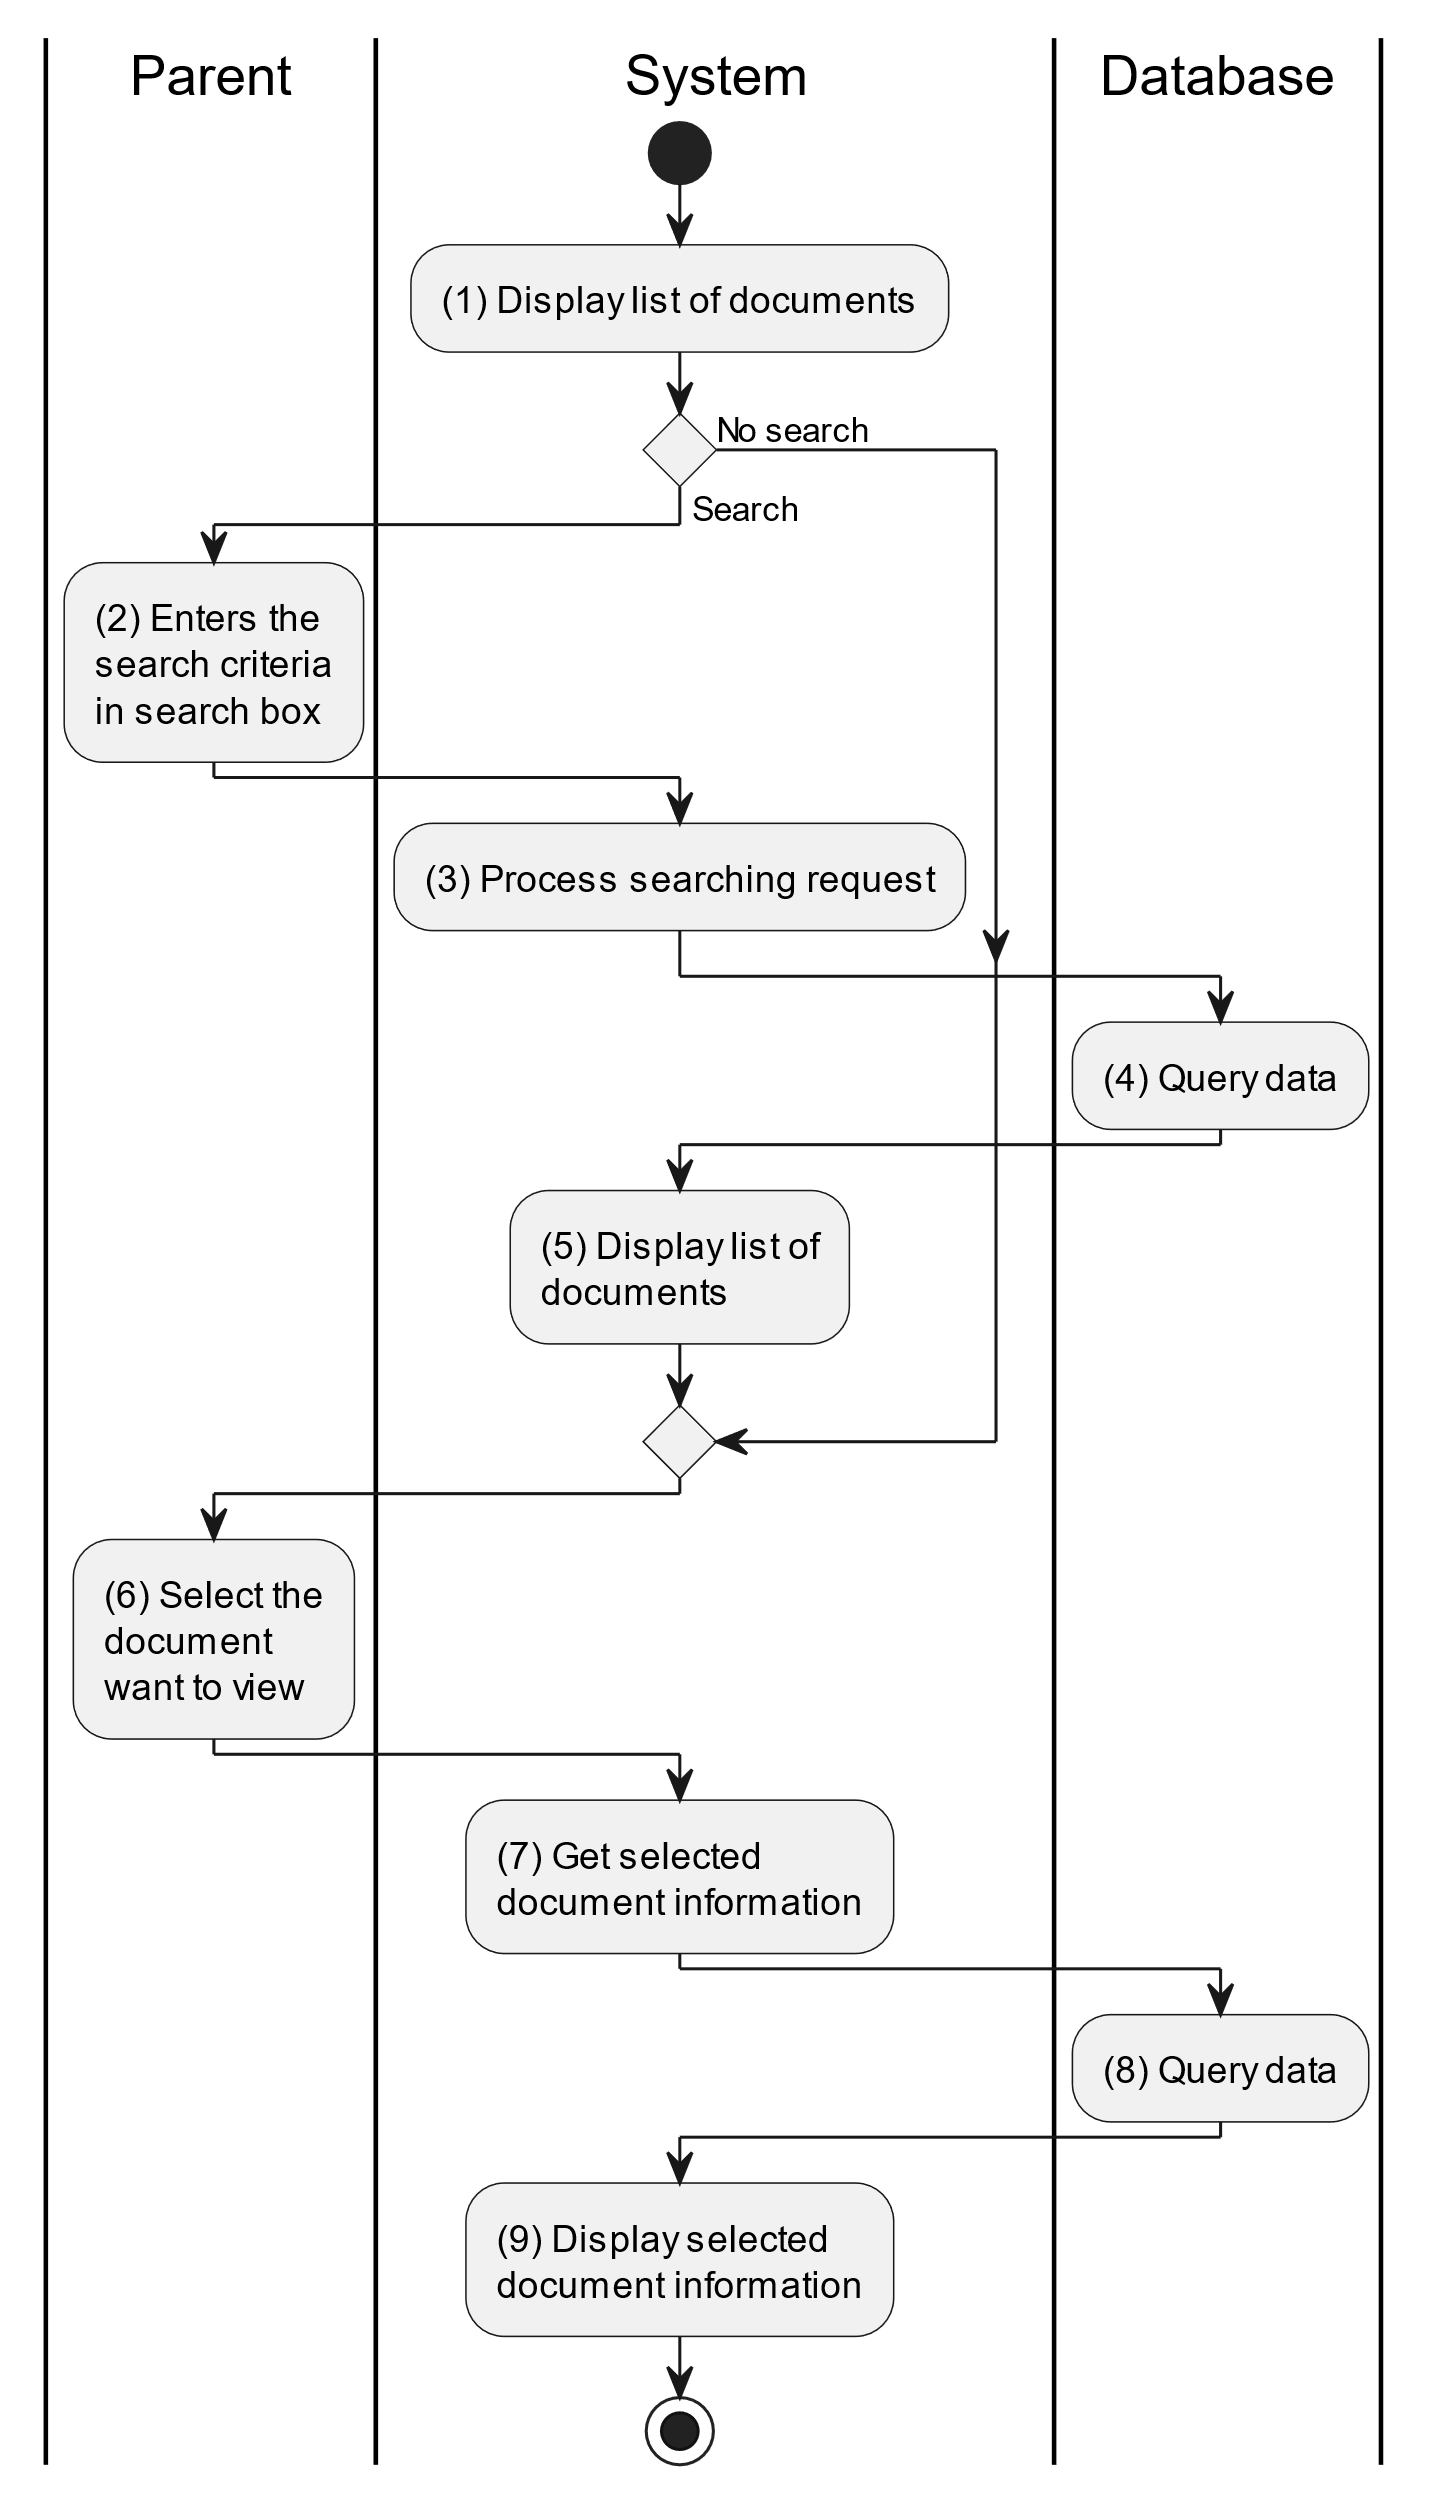 Parent
System
Database
(1) Display list of documents
No search
Search
(2) Enters the
search criteria
in search box
(3) Process searching request
(4) Query data
(5) Display list of
documents
(6) Select the
document
want to view
(7) Get selected
document information
(8) Query data
(9) Display selected
document information